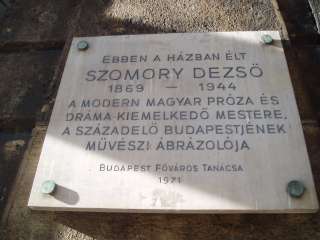 ÉBBEN A HÁZBAN ÉLT
SZOMORY DEZSŐ
1869 — 1944
A MODERN MAGYAR PRÓZA ÉS
DRÁMA KIEMELKEDŐ MESTERE,
A SZÁZADELŐ BUDAPESTJÉNEK
MŰVÉSZI ÁBRÁZOLÓJA
BUDAPEST FŐVÁROS TANÁCSA
1971